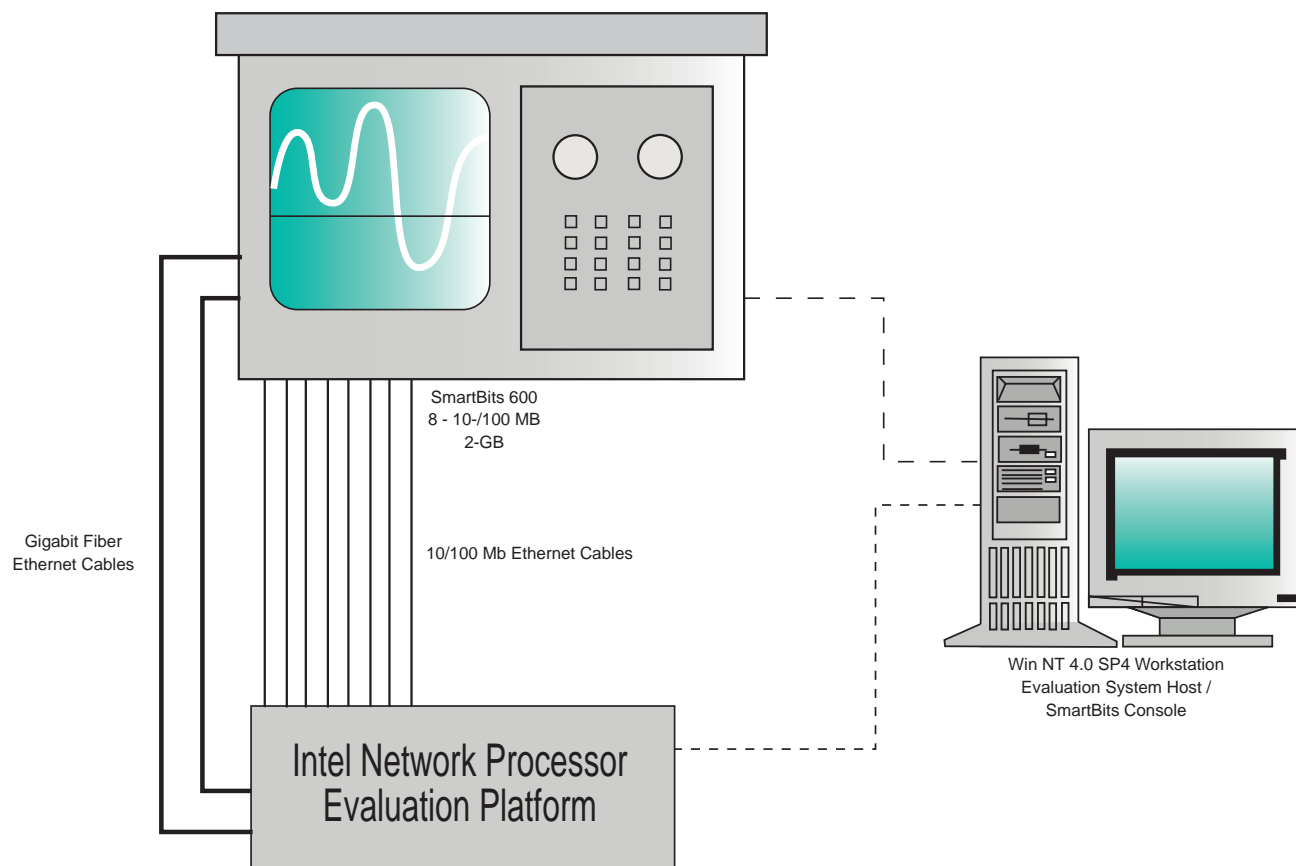 SmartBits 600
8 - 10-/100 MB
2-GB
Gigabit Fiber
Ethernet Cables
10/100 Mb Ethernet Cables
Win NT 4.0 SP4 Workstation
Evaluation System Host /
SmartBits Console
Intel Network Processor
Evaluation Platform